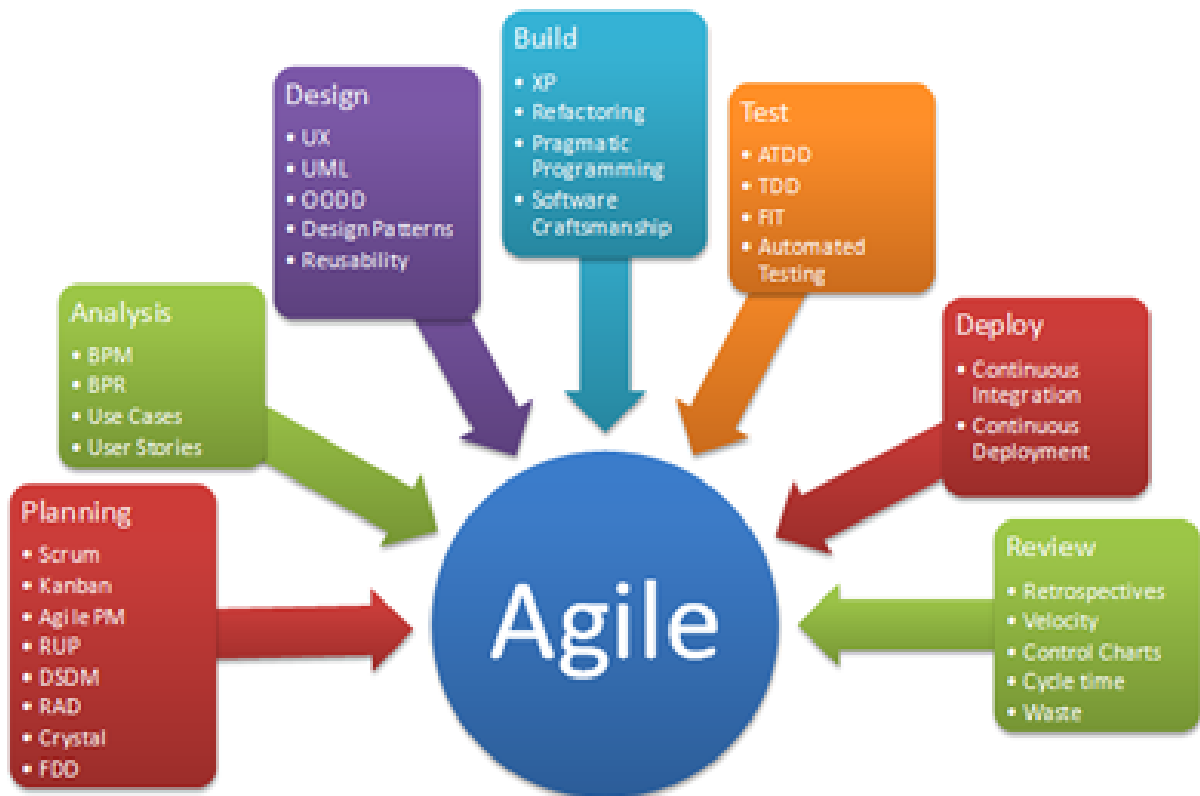 Planning
• Scrum
• Kanban
• Agile PM
• RUP
• DSDM
• RAD
• Crystal
• FDD
Analysis
• BPM
• BPR
• Use Cases
• User Stories
Design
• UX
• UML
• OODD
• Design Patterns
• Reusability
Build
• XP
• Refactoring
• Pragmatic
Programming
• Software
Craftsmanship
Test
• ATDD
• TDD
• FIT
• Automated
Testing
Deploy
• Continuous
Integration
• Continuous
Deployment
Review
• Retrospectives
• Velocity
• Control Charts
• Cycle time
• Waste
Agile